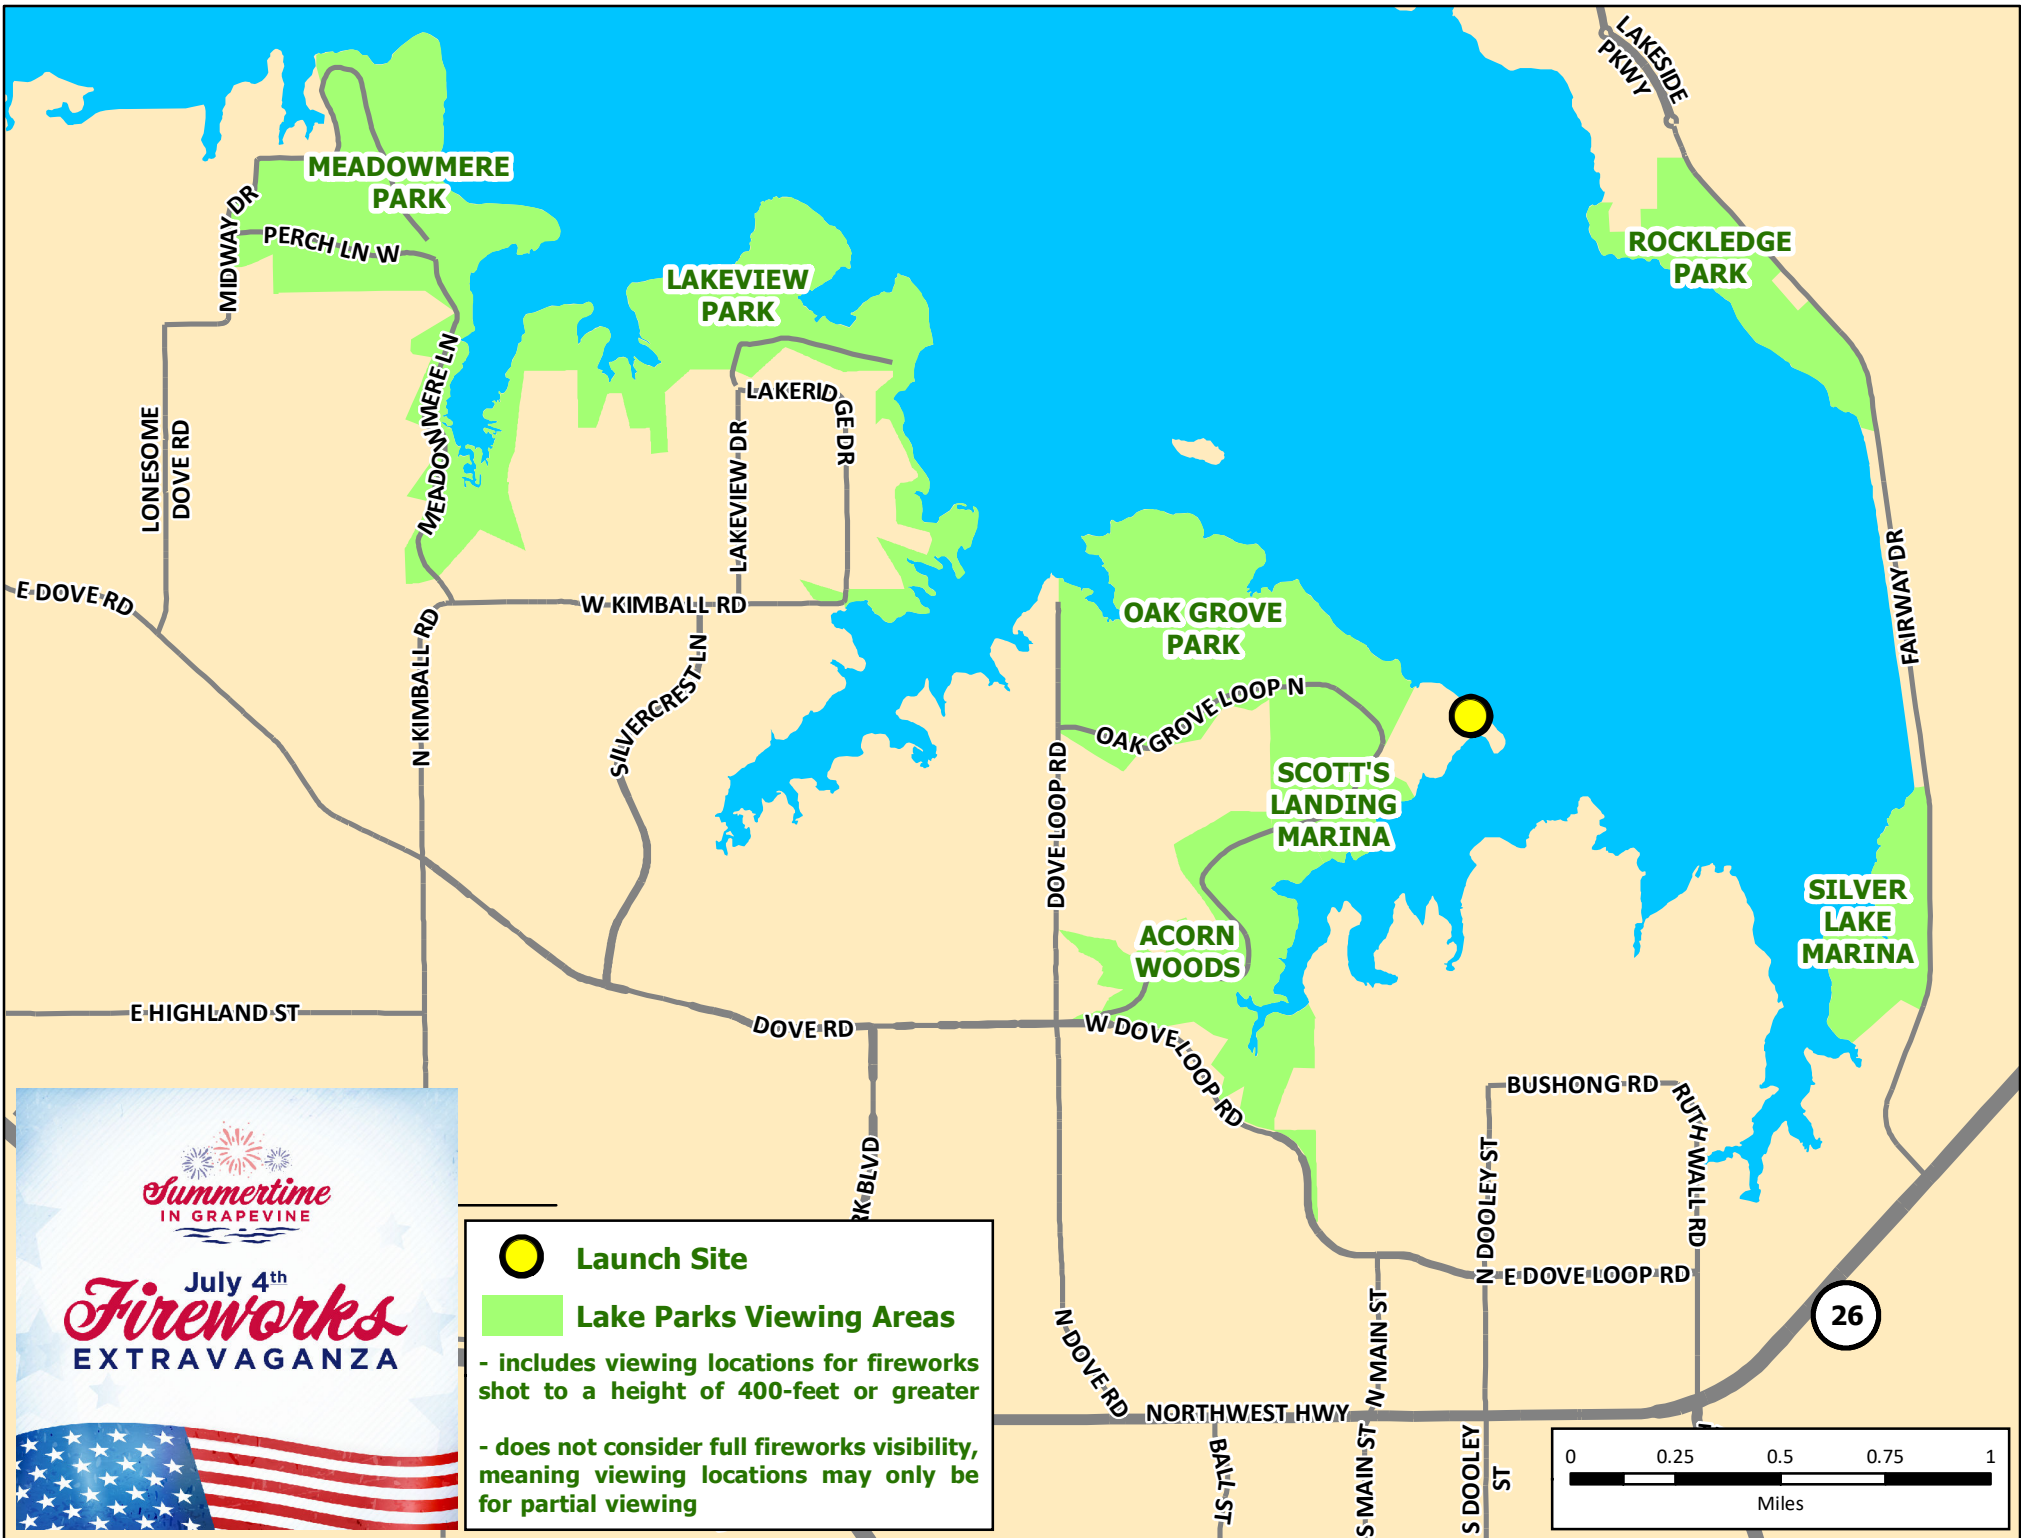 LAKESIDE
PKWY
MEADOWMERE
PARK
MIDWAY DR
PERCH LN W
LAKEVIEW
PARK
ROCKLEDGE
PARK
MEADOWMERE LN
LAKERIDGE DR
LONESOME
DOVE RD
LAKEVIEW DR
E DOVE RD
W KIMBALL RD
N KIMBALL RD
SILVERCREST LN
OAK GROVE
PARK
FAIRWAY DR
OAK GROVE LOOP N
DOVE LOOP RD
SCOTT'S
LANDING
MARINA
SILVER
LAKE
MARINA
ACORN
WOODS
E HIGHLAND ST
DOVE RD
W DOVE LOOP RD
BUSHONG RD
RUTH WALL RD
N DOOLEY ST
E DOVE LOOP RD
RK BLVD
26
N DOVE RD
N MAIN ST
NORTHWEST HWY
BALL ST
S MAIN ST
S DOOLEY
ST
Summertime
IN GRAPEVINE
July 4th
Fireworks
EXTRAVAGANZA
Launch Site
Lake Parks Viewing Areas
- includes viewing locations for fireworks
shot to a height of 400-feet or greater
- does not consider full fireworks visibility,
meaning viewing locations may only be
for partial viewing
0 0.25 0.5 0.75 1
Miles